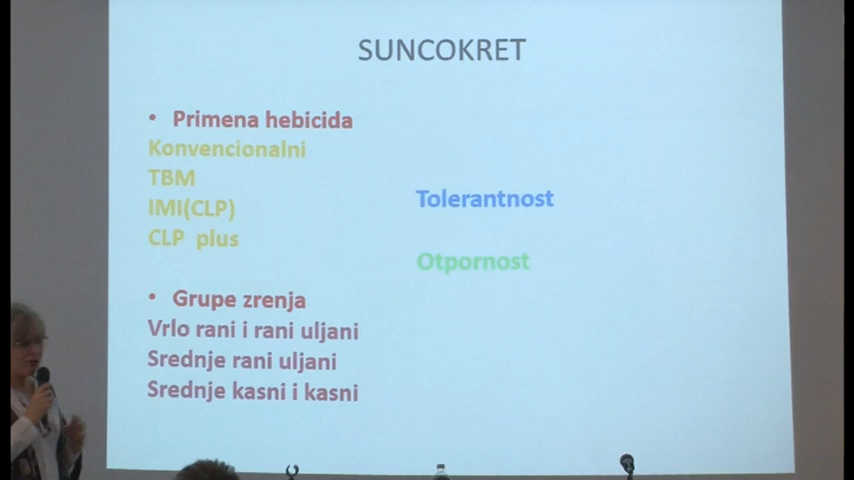 SUNCOKRET
• Primena hebicida
Konvencionalni
TBM
IMI(CLP)
CLP plus
• Grupe zrenja
Vrlo rani i rani uljani
Srednje rani uljani
Srednje kasni i kasni
Tolerantnost
Otpornost